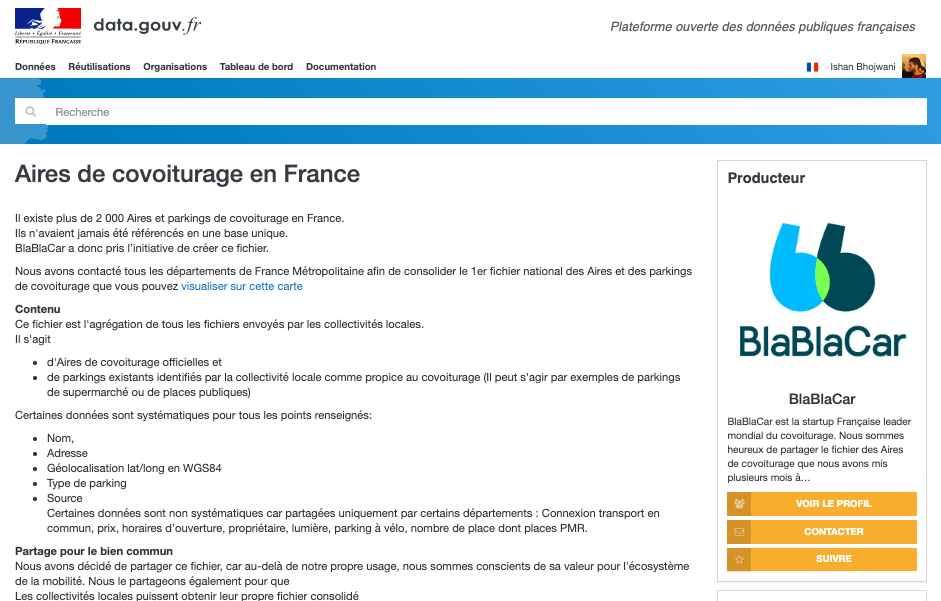 Liberté • Égalité • Fraternité
RÉPUBLIQUE FRANÇAISE
data.gouv.fr
Plateforme ouverte des données publiques françaises
Données Réutilisations Organisations Tableau de bord Documentation
Ishan Bhojwani
Recherche
Aires de covoiturage en France
Il existe plus de 2 000 Aires et parkings de covoiturage en France.
Ils n'avaient jamais été référencés en une base unique.
BlaBlaCar a donc pris l'initiative de créer ce fichier.
Nous avons contacté tous les départements de France Métropolitaine afin de consolider le 1er fichier national des Aires et des parkings
de covoiturage que vous pouvez visualiser sur cette carte
Contenu
Ce fichier est l'agrégation de tous les fichiers envoyés par les collectivités locales.
Il s'agit
• d'Aires de covoiturage officielles et
• de parkings existants identifiés par la collectivité locale comme propice au covoiturage (Il peut s'agir par exemples de parkings
de supermarché ou de places publiques)
Certaines données sont systématiques pour tous les points renseignés:
• Nom,
• Adresse
• Géolocalisation lat/long en WGS84
• Type de parking
• Source
Certaines données sont non systématiques car partagées uniquement par certains départements : Connexion transport en
commun, prix, horaires d'ouverture, propriétaire, lumière, parking à vélo, nombre de place dont places PMR.
Partage pour le bien commun
Nous avons décidé de partager ce fichier, car au-delà de notre propre usage, nous sommes conscients de sa valeur pour l'écosystème
de la mobilité. Nous le partageons également pour que
Les collectivités locales puissent obtenir leur propre fichier consolidé
Producteur
BlaBlaCar
BlaBlaCar
BlaBlaCar est la startup Française leader
mondial du covoiturage. Nous sommes
heureux de partager le fichier des Aires
de covoiturage que nous avons mis
plusieurs mois à…
VOIR LE PROFIL
CONTACTER
SUIVRE